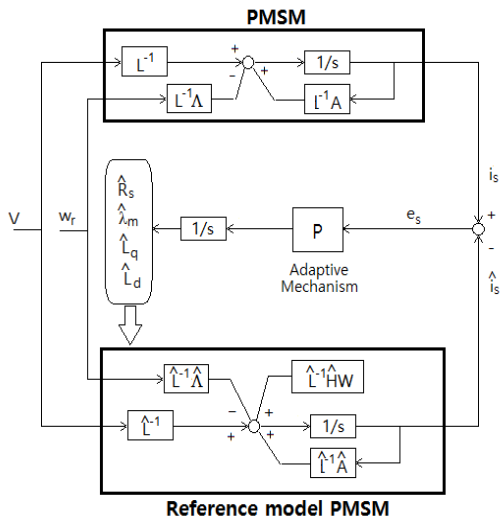 PMSM
L⁻¹
+
−
+
1/s
L⁻¹Λ
L⁻¹A
V
wᵣ
R̂ₛ
λ̂ₘ
L̂q
L̂d
1/s
P
Adaptive
Mechanism
eₛ
iₛ
+
-
îₛ
L̂⁻¹Λ̂
L̂⁻¹ĤW
−
+
+
+
L̂⁻¹
1/s
L̂⁻¹Â
Reference model PMSM